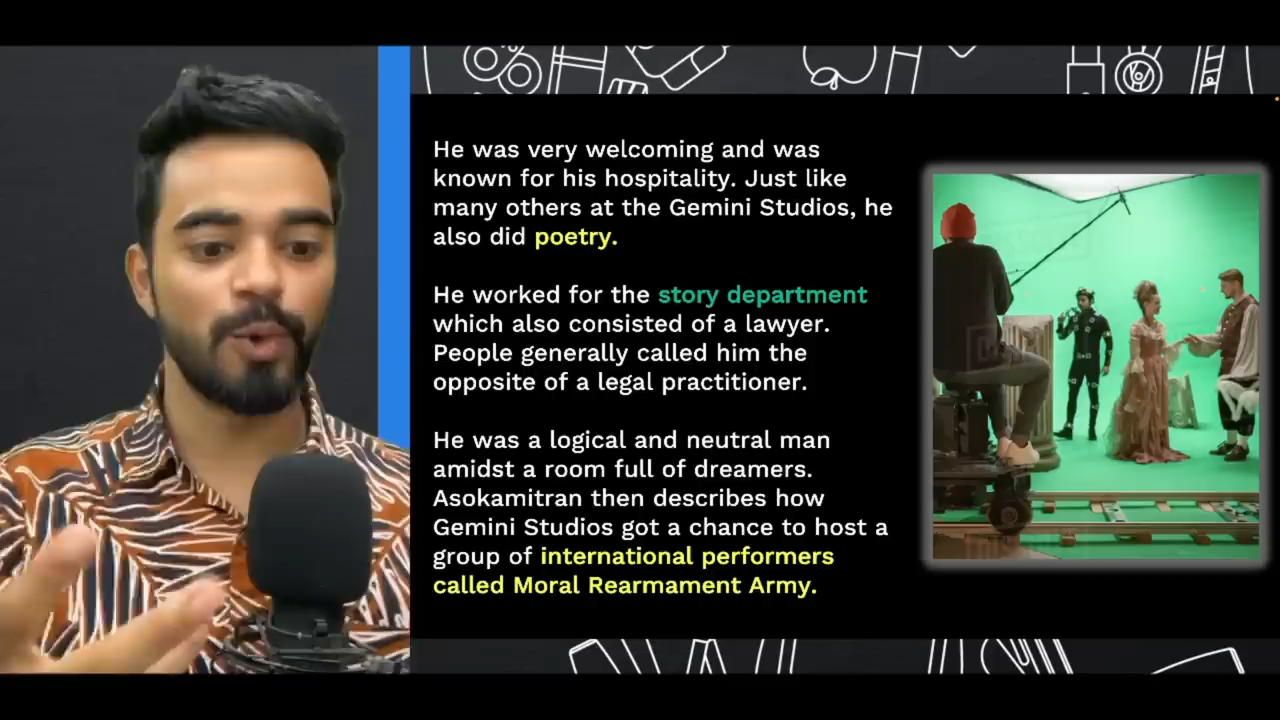 He was very welcoming and was
known for his hospitality. Just like
many others at the Gemini Studios, he
also did poetry.
He worked for the story department
which also consisted of a lawyer.
People generally called him the
opposite of a legal practitioner.
He was a logical and neutral man
amidst a room full of dreamers.
Asokamitran then describes how
Gemini Studios got a chance to host a
group of international performers
called Moral Rearmament Army.